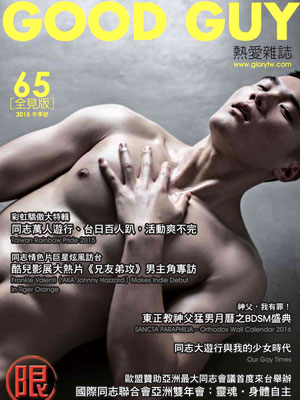 GOOD GUY
熱愛雜誌
www.glorytw.com
65
[全見版]
2015 冬季號
彩虹驕傲大特輯
同志萬人遊行、台日百人趴，活動爽不完
Taiwan Rainbow Pride 2015
同志情色片巨星炫風訪台
酷兒影展大熱片《兄友弟攻》男主角專訪
Frankie Valenti (AKA Johnny Hazzard) Makes Indie Debut
In Tiger Orange
神父，我有罪！
東正教神父猛男月曆之BDSM盛典
SANCTA PARAPHILIA – Orthodox Wall Calendar 2016
同志大遊行與我的少女時代
Our Gay Times
歐盟贊助亞洲最大同志會議首度來台舉辦
國際同志聯合會亞洲雙年會：靈魂・身體自主
眼